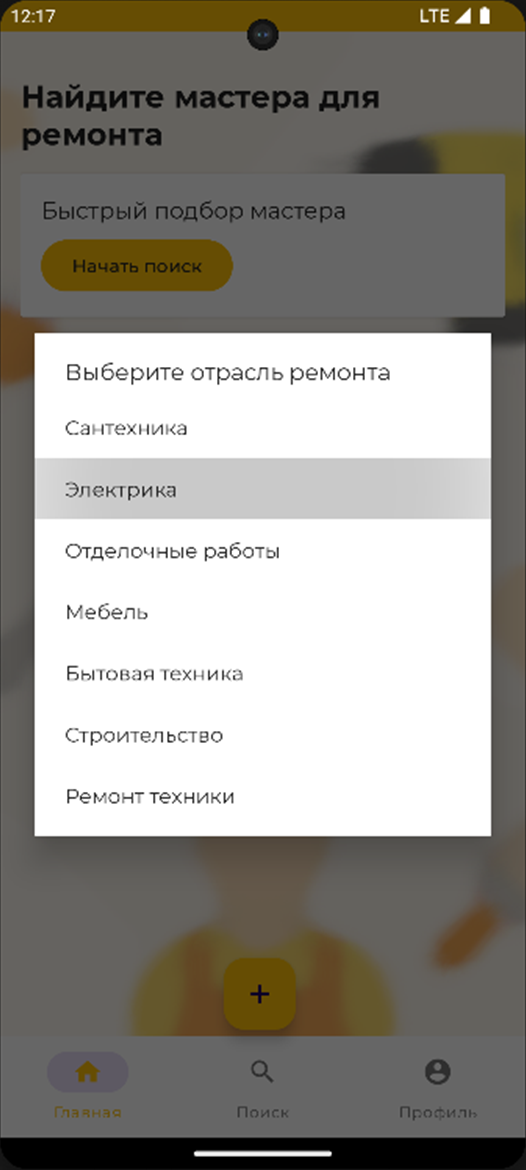 12:17
LTE
Найдите мастера для
ремонта
Быстрый подбор мастера
Начать поиск
Выберите отрасль ремонта
Сантехника
Электрика
Отделочные работы
Мебель
Бытовая техника
Строительство
Ремонт техники
+
Главная
Поиск
Профиль